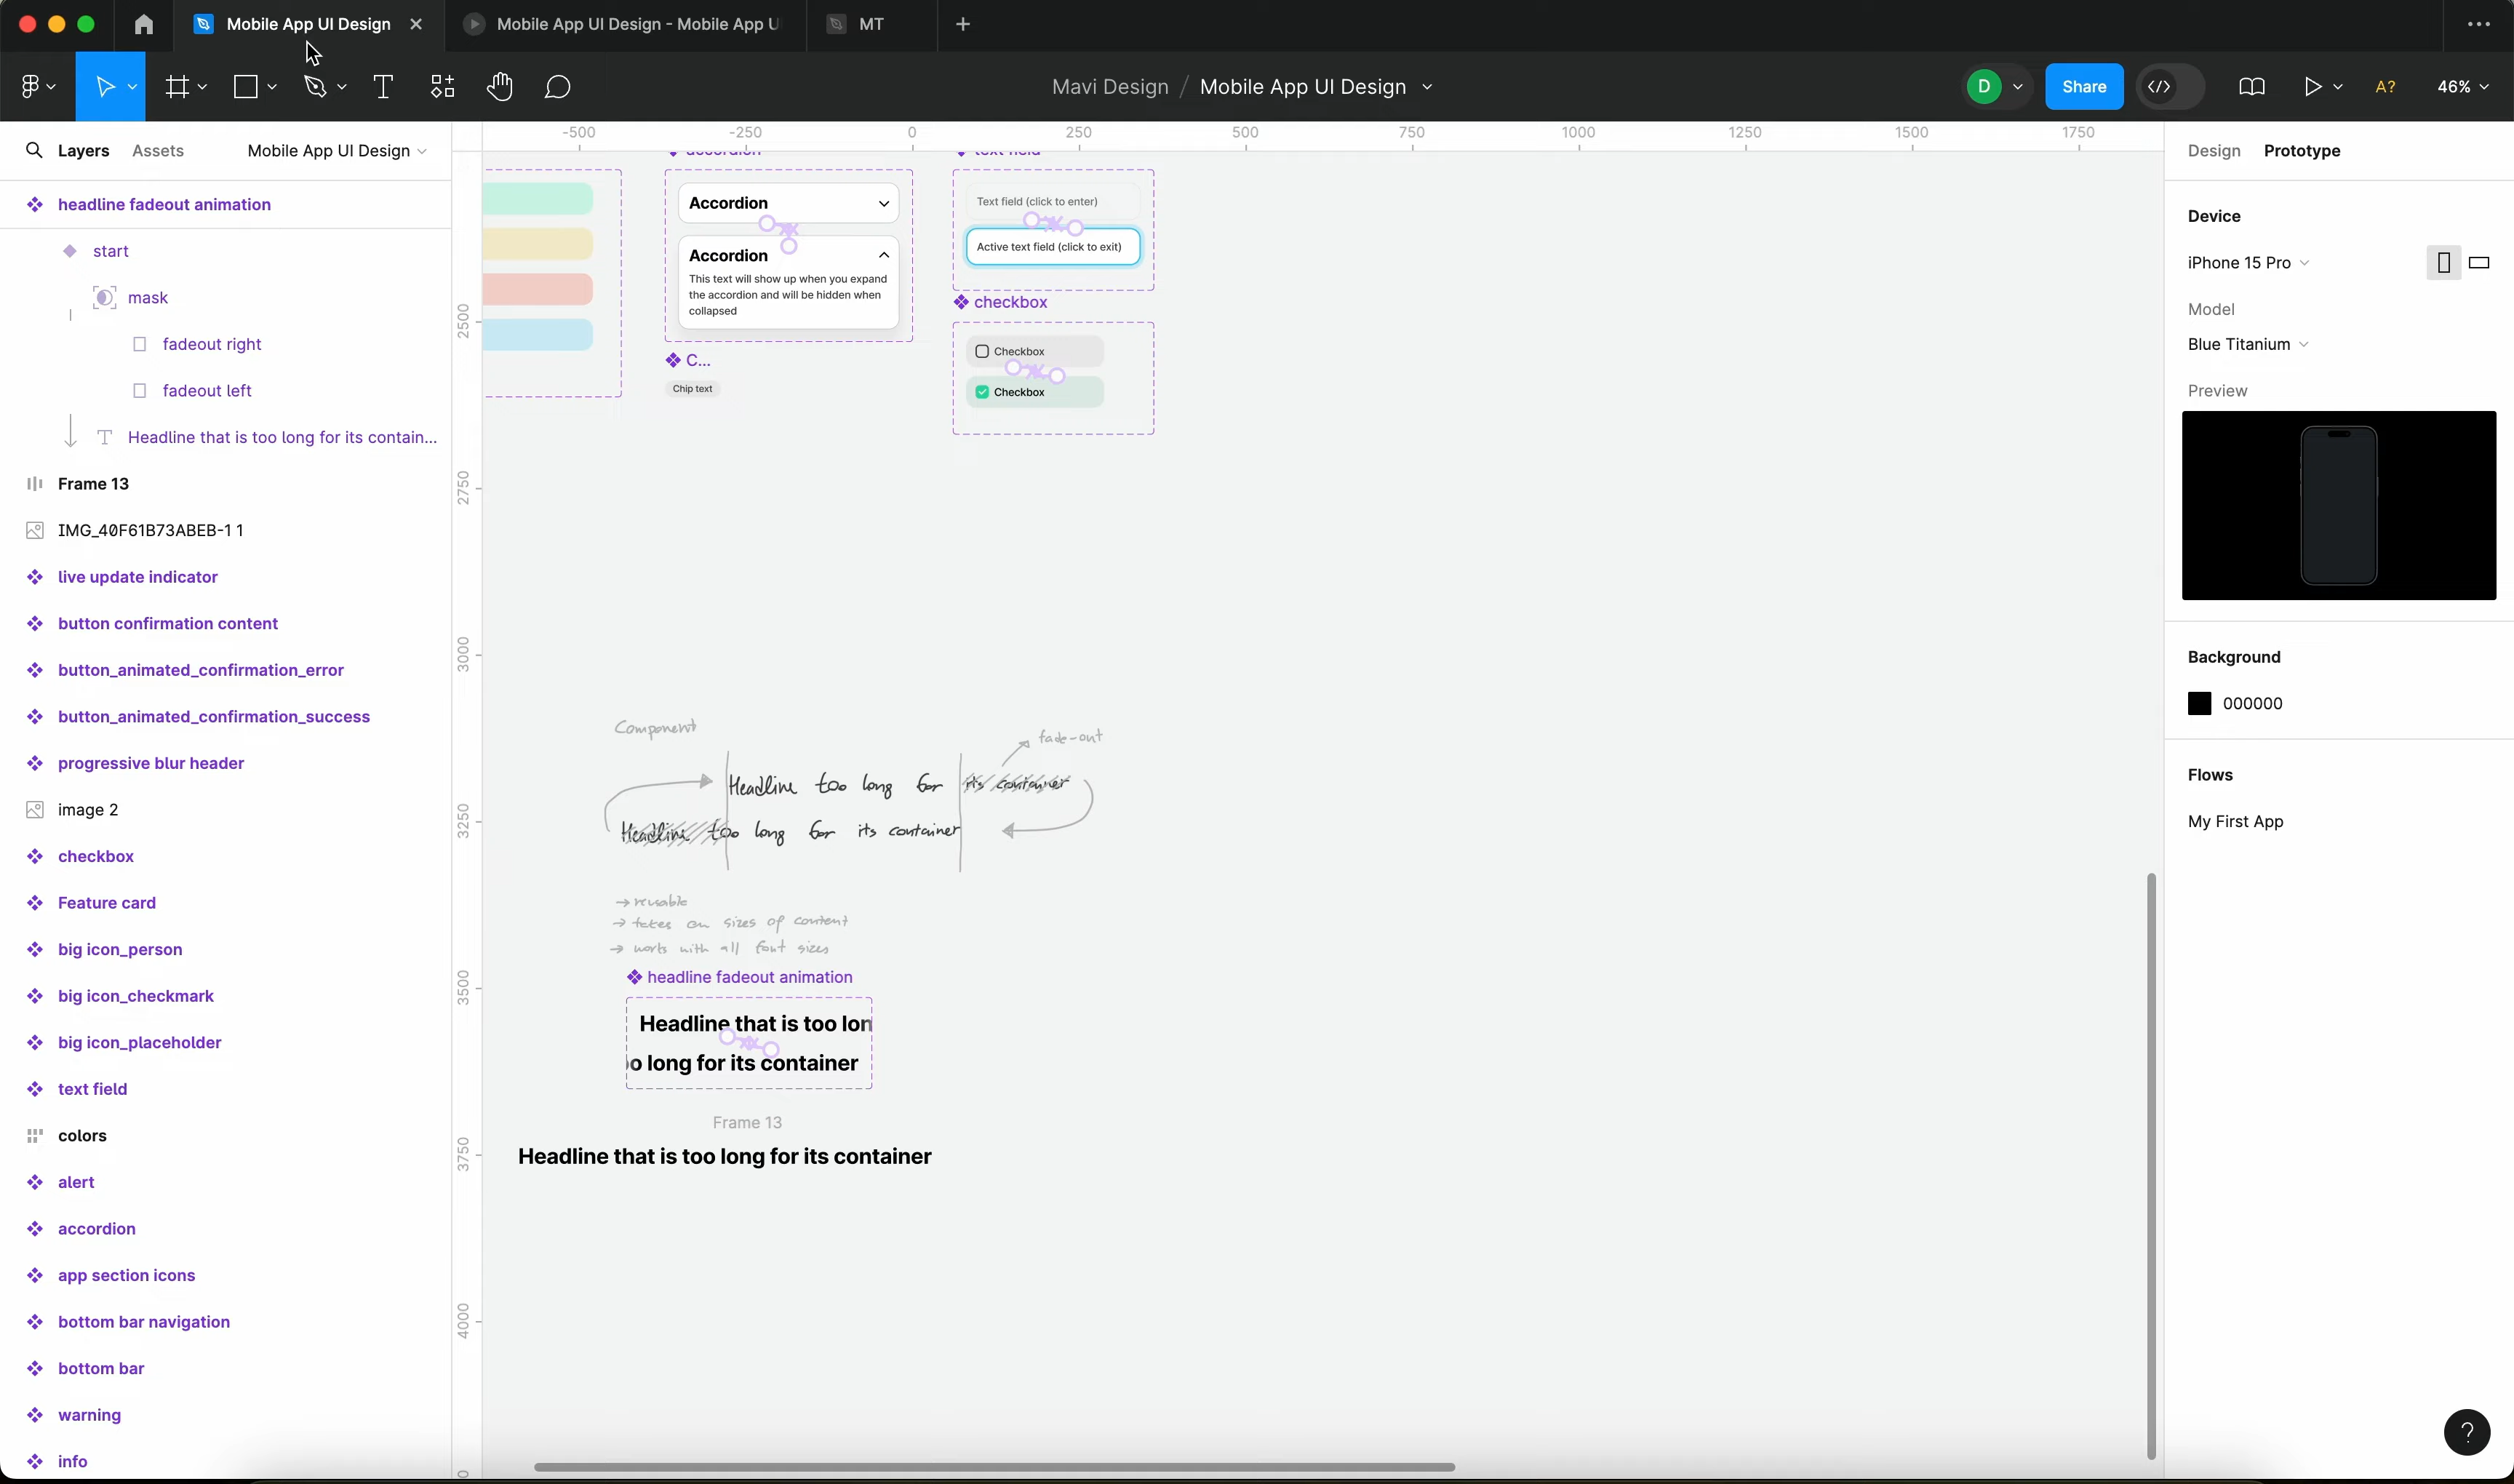 Mobile App UI Design
Mobile App UI Design - Mobile App U
MT
Mavi Design / Mobile App UI Design
D
Share
A?
46%
Layers
Assets
Mobile App UI Design
headline fadeout animation
start
mask
fadeout right
fadeout left
Headline that is too long for its contain...
Frame 13
IMG_40F61B73ABEB-1 1
live update indicator
button confirmation content
button_animated_confirmation_error
button_animated_confirmation_success
progressive blur header
image 2
checkbox
Feature card
big icon_person
big icon_checkmark
big icon_placeholder
text field
colors
alert
accordion
app section icons
bottom bar navigation
bottom bar
warning
info
-500 -250 0 250 500 750 1000 1250 1500 1750
2500
2750
3000
3250
3500
3750
4000
accordion
text field
Accordion
Accordion
This text will show up when you expand
the accordion and will be hidden when
collapsed
C...
Chip text
Text field (click to enter)
Active text field (click to exit)
checkbox
Checkbox
Checkbox
Component
fade-out
Headline too long for its container
Headline too long for its container
→ reusable
→ takes on sizes of content
→ works with all font sizes
headline fadeout animation
Headline that is too lon
o long for its container
Frame 13
Headline that is too long for its container
Design
Prototype
Device
iPhone 15 Pro
Model
Blue Titanium
Preview
Background
000000
Flows
My First App
?